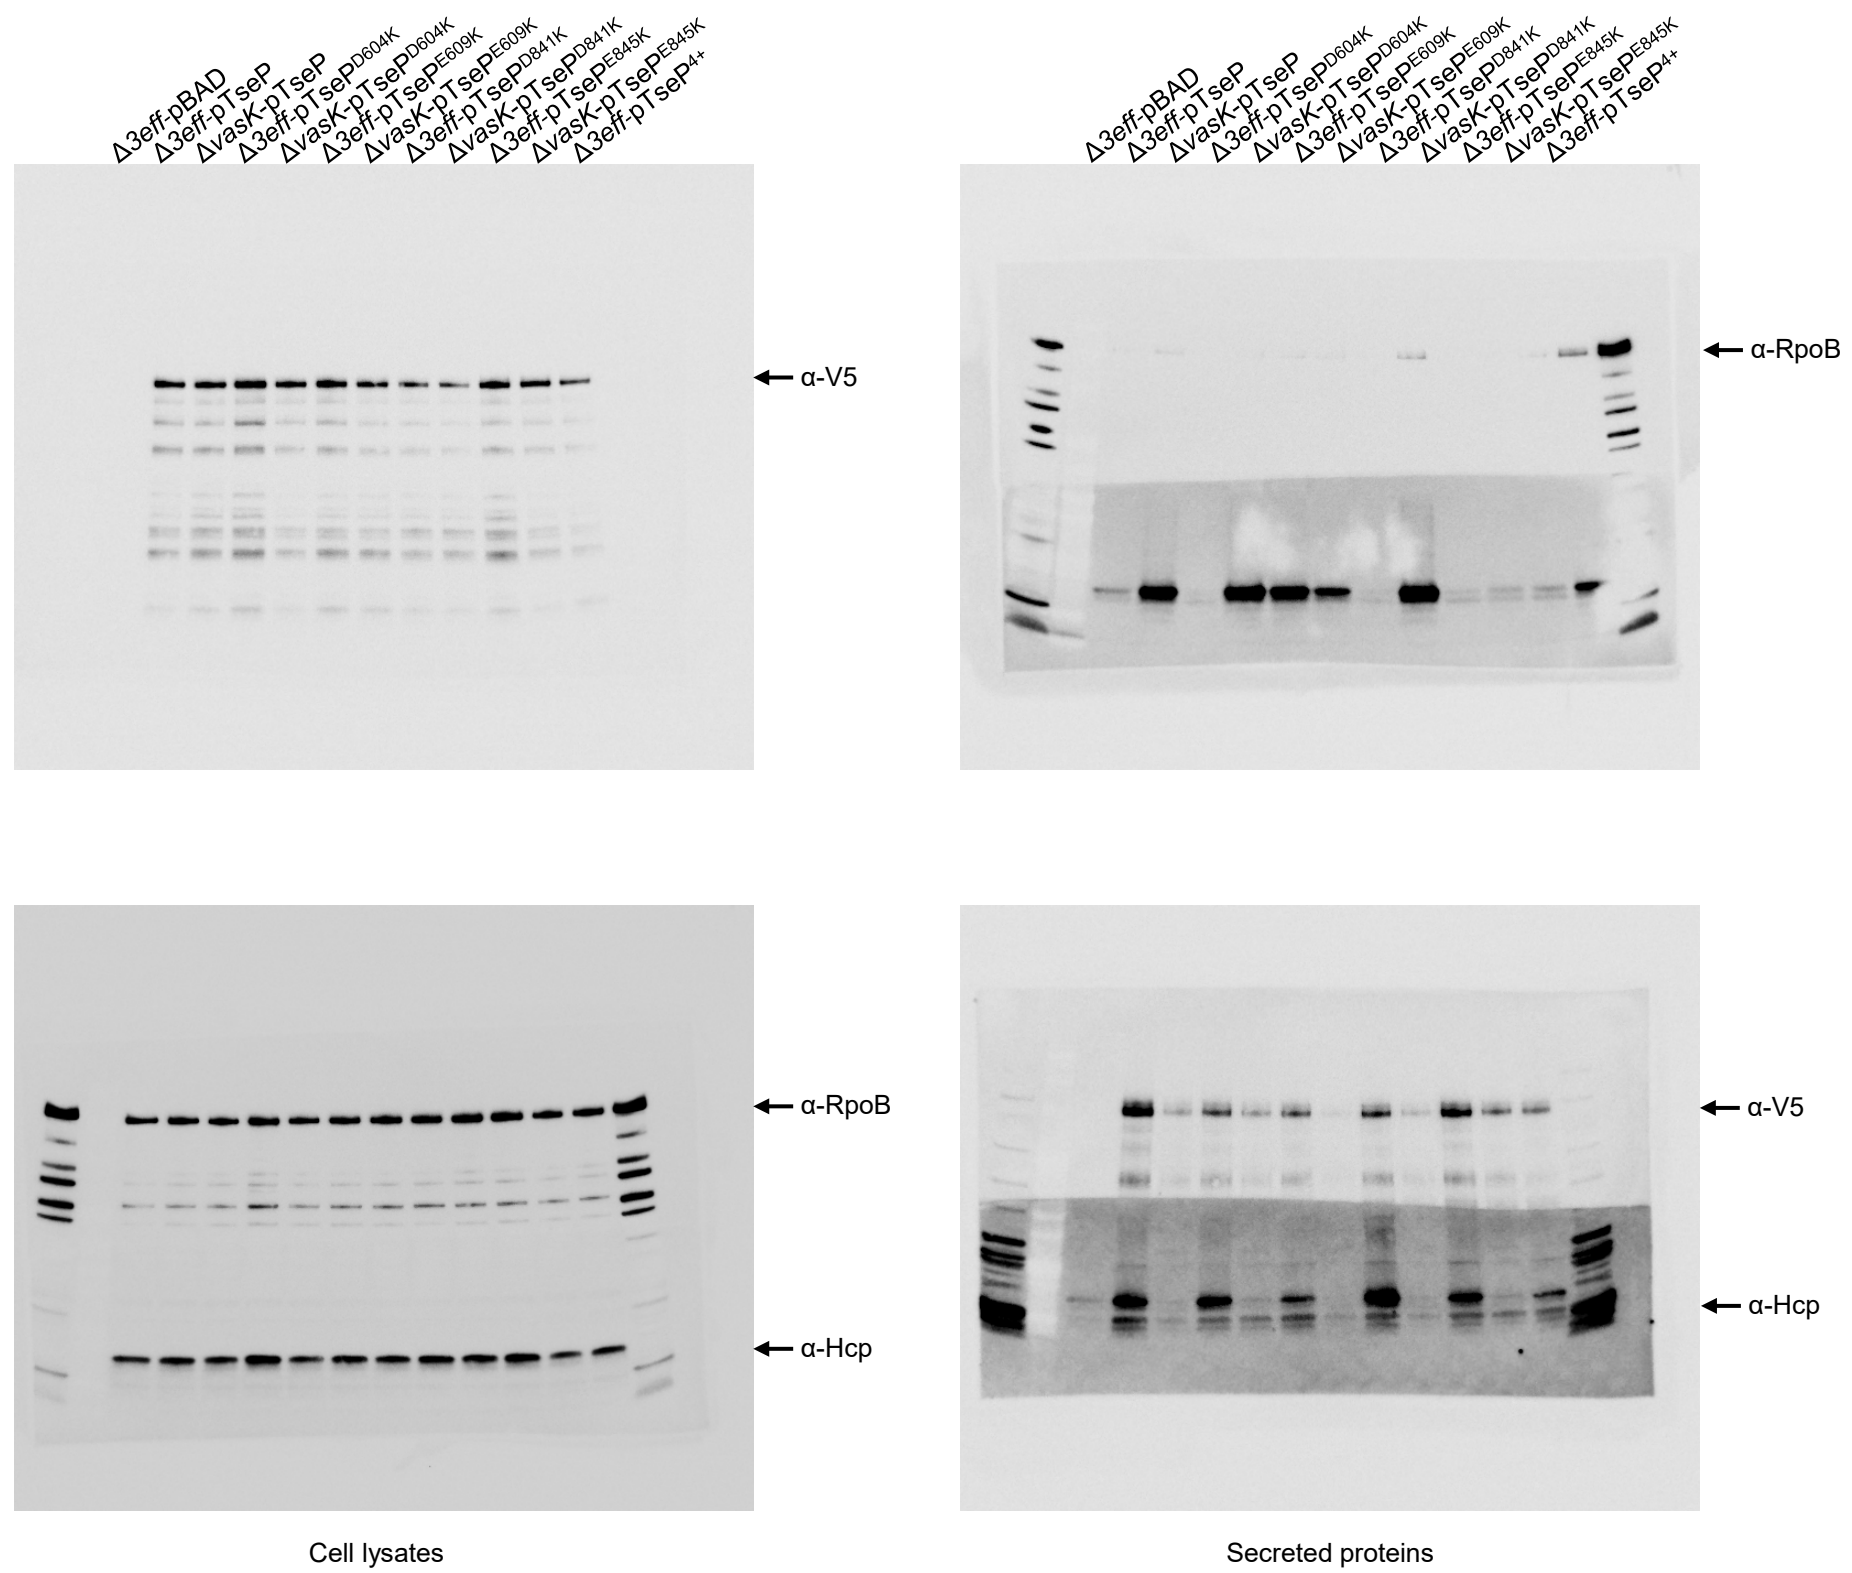 Δ3eff-pBAD
Δ3eff-pTseP
ΔvasK-pTseP
Δ3eff-pTsePD604K
ΔvasK-pTsePD604K
Δ3eff-pTsePE609K
ΔvasK-pTsePE609K
Δ3eff-pTsePD841K
ΔvasK-pTsePD841K
Δ3eff-pTsePE845K
ΔvasK-pTsePE845K
Δ3eff-pTseP4+
Δ3eff-pBAD
Δ3eff-pTseP
ΔvasK-pTseP
Δ3eff-pTsePD604K
ΔvasK-pTsePD604K
Δ3eff-pTsePE609K
ΔvasK-pTsePE609K
Δ3eff-pTsePD841K
ΔvasK-pTsePD841K
Δ3eff-pTsePE845K
ΔvasK-pTsePE845K
Δ3eff-pTseP4+
α-V5
α-RpoB
α-RpoB
α-Hcp
α-V5
α-Hcp
Cell lysates
Secreted proteins